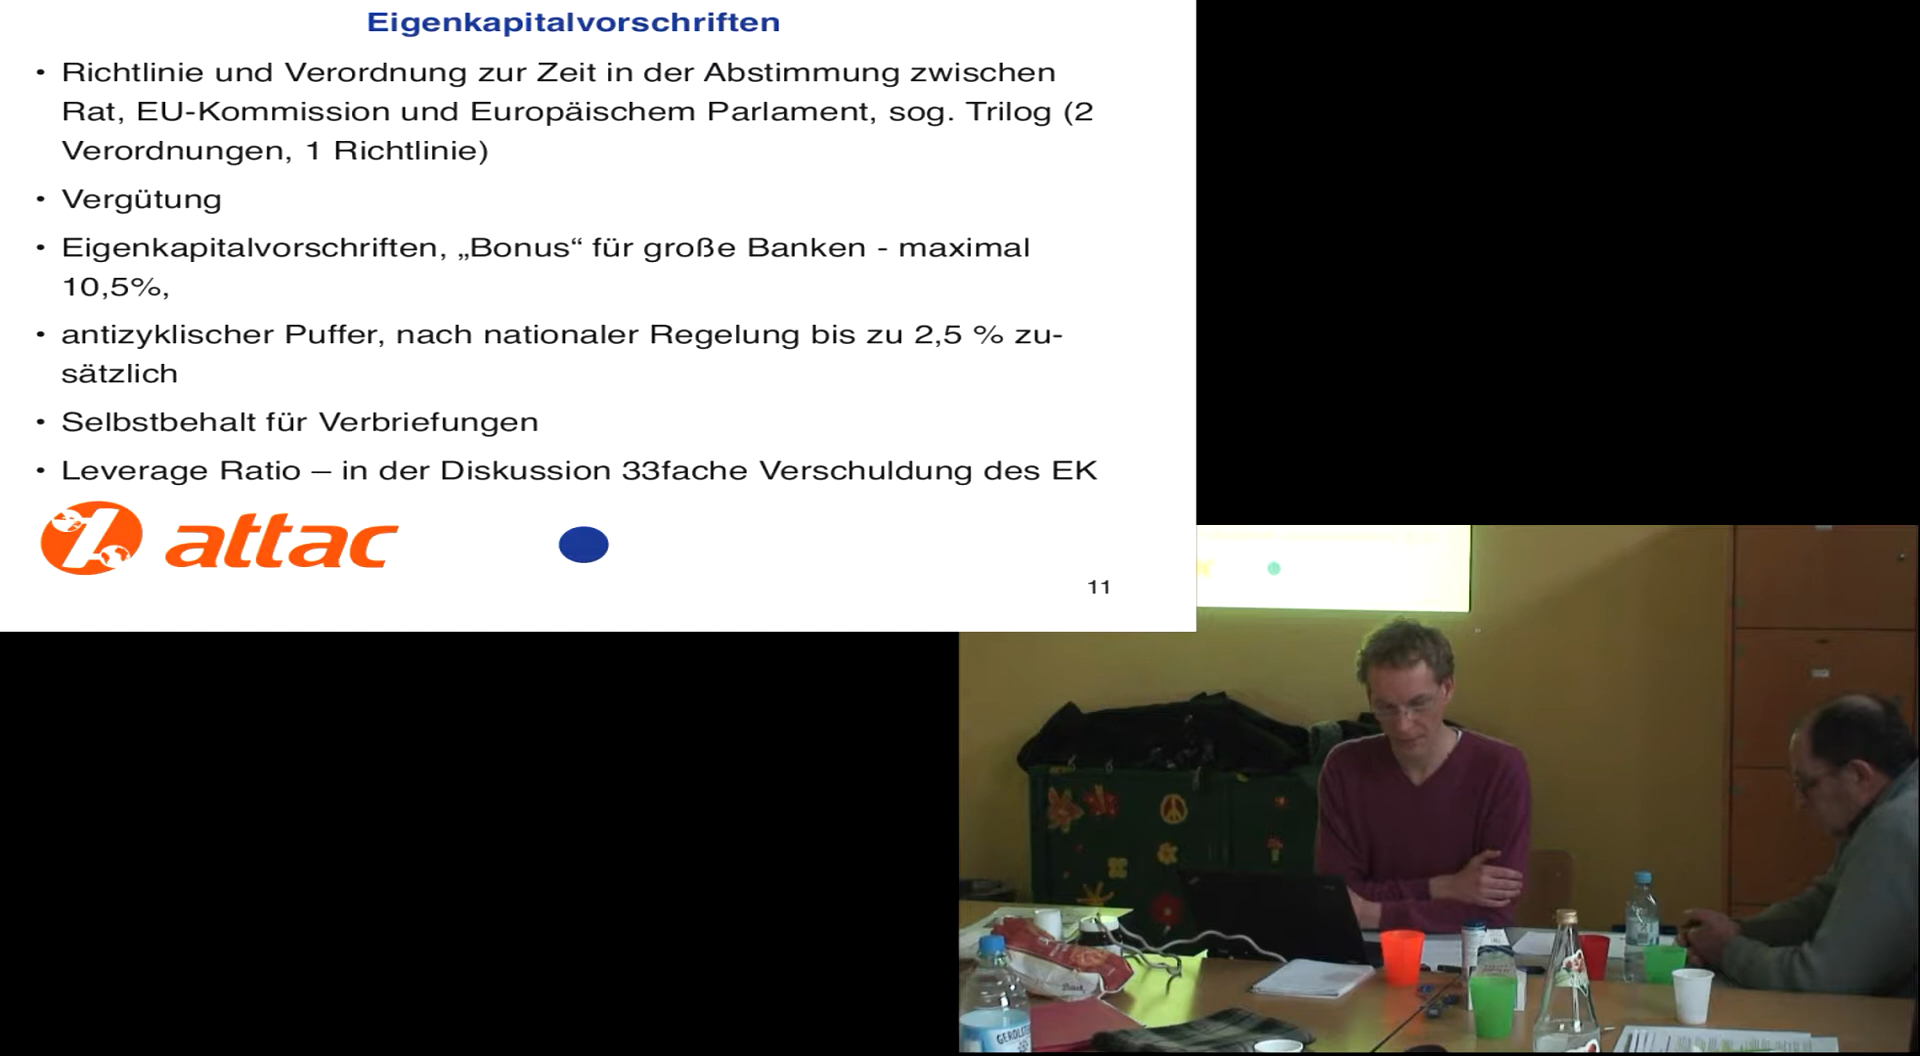 Eigenkapitalvorschriften
• Richtlinie und Verordnung zur Zeit in der Abstimmung zwischen
Rat, EU-Kommission und Europäischem Parlament, sog. Trilog (2
Verordnungen, 1 Richtlinie)
• Vergütung
• Eigenkapitalvorschriften, „Bonus“ für große Banken - maximal
10,5%,
• antizyklischer Puffer, nach nationaler Regelung bis zu 2,5 % zu-
sätzlich
• Selbstbehalt für Verbriefungen
• Leverage Ratio – in der Diskussion 33fache Verschuldung des EK
attac
11